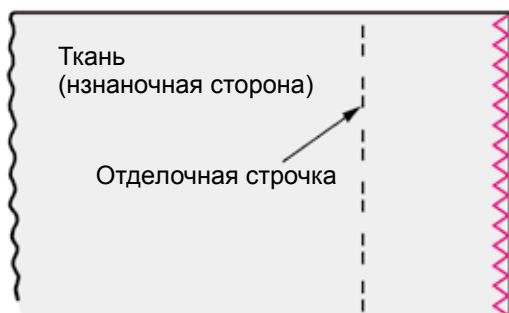 Ткань
(нзнаночная сторона)
Отделочная строчка